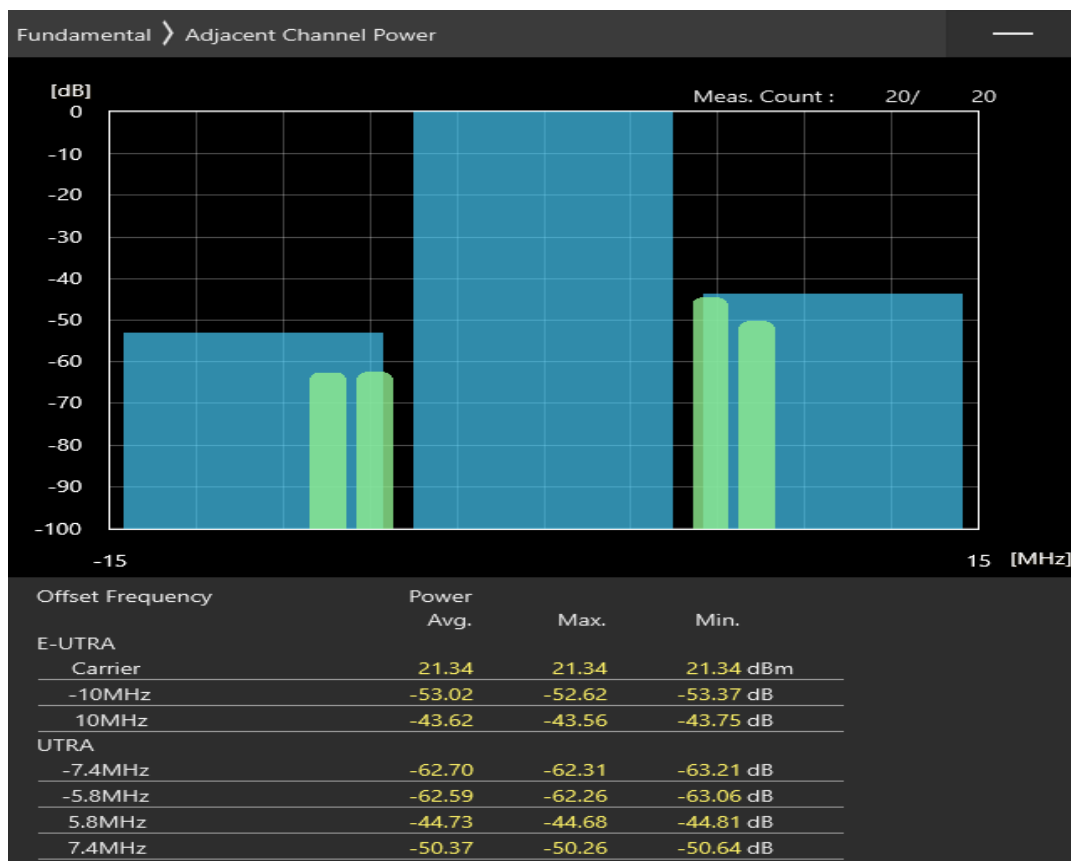 Fundamental ❯ Adjacent Channel Power
[dB]
Meas. Count : 20/ 20
0
-10
-20
-30
-40
-50
-60
-70
-80
-90
-100
-15 15 [MHz]
Offset Frequency Power
Avg. Max. Min.
E-UTRA
Carrier 21.34 21.34 21.34 dBm
-10MHz -53.02 -52.62 -53.37 dB
10MHz -43.62 -43.56 -43.75 dB
UTRA
-7.4MHz -62.70 -62.31 -63.21 dB
-5.8MHz -62.59 -62.26 -63.06 dB
5.8MHz -44.73 -44.68 -44.81 dB
7.4MHz -50.37 -50.26 -50.64 dB